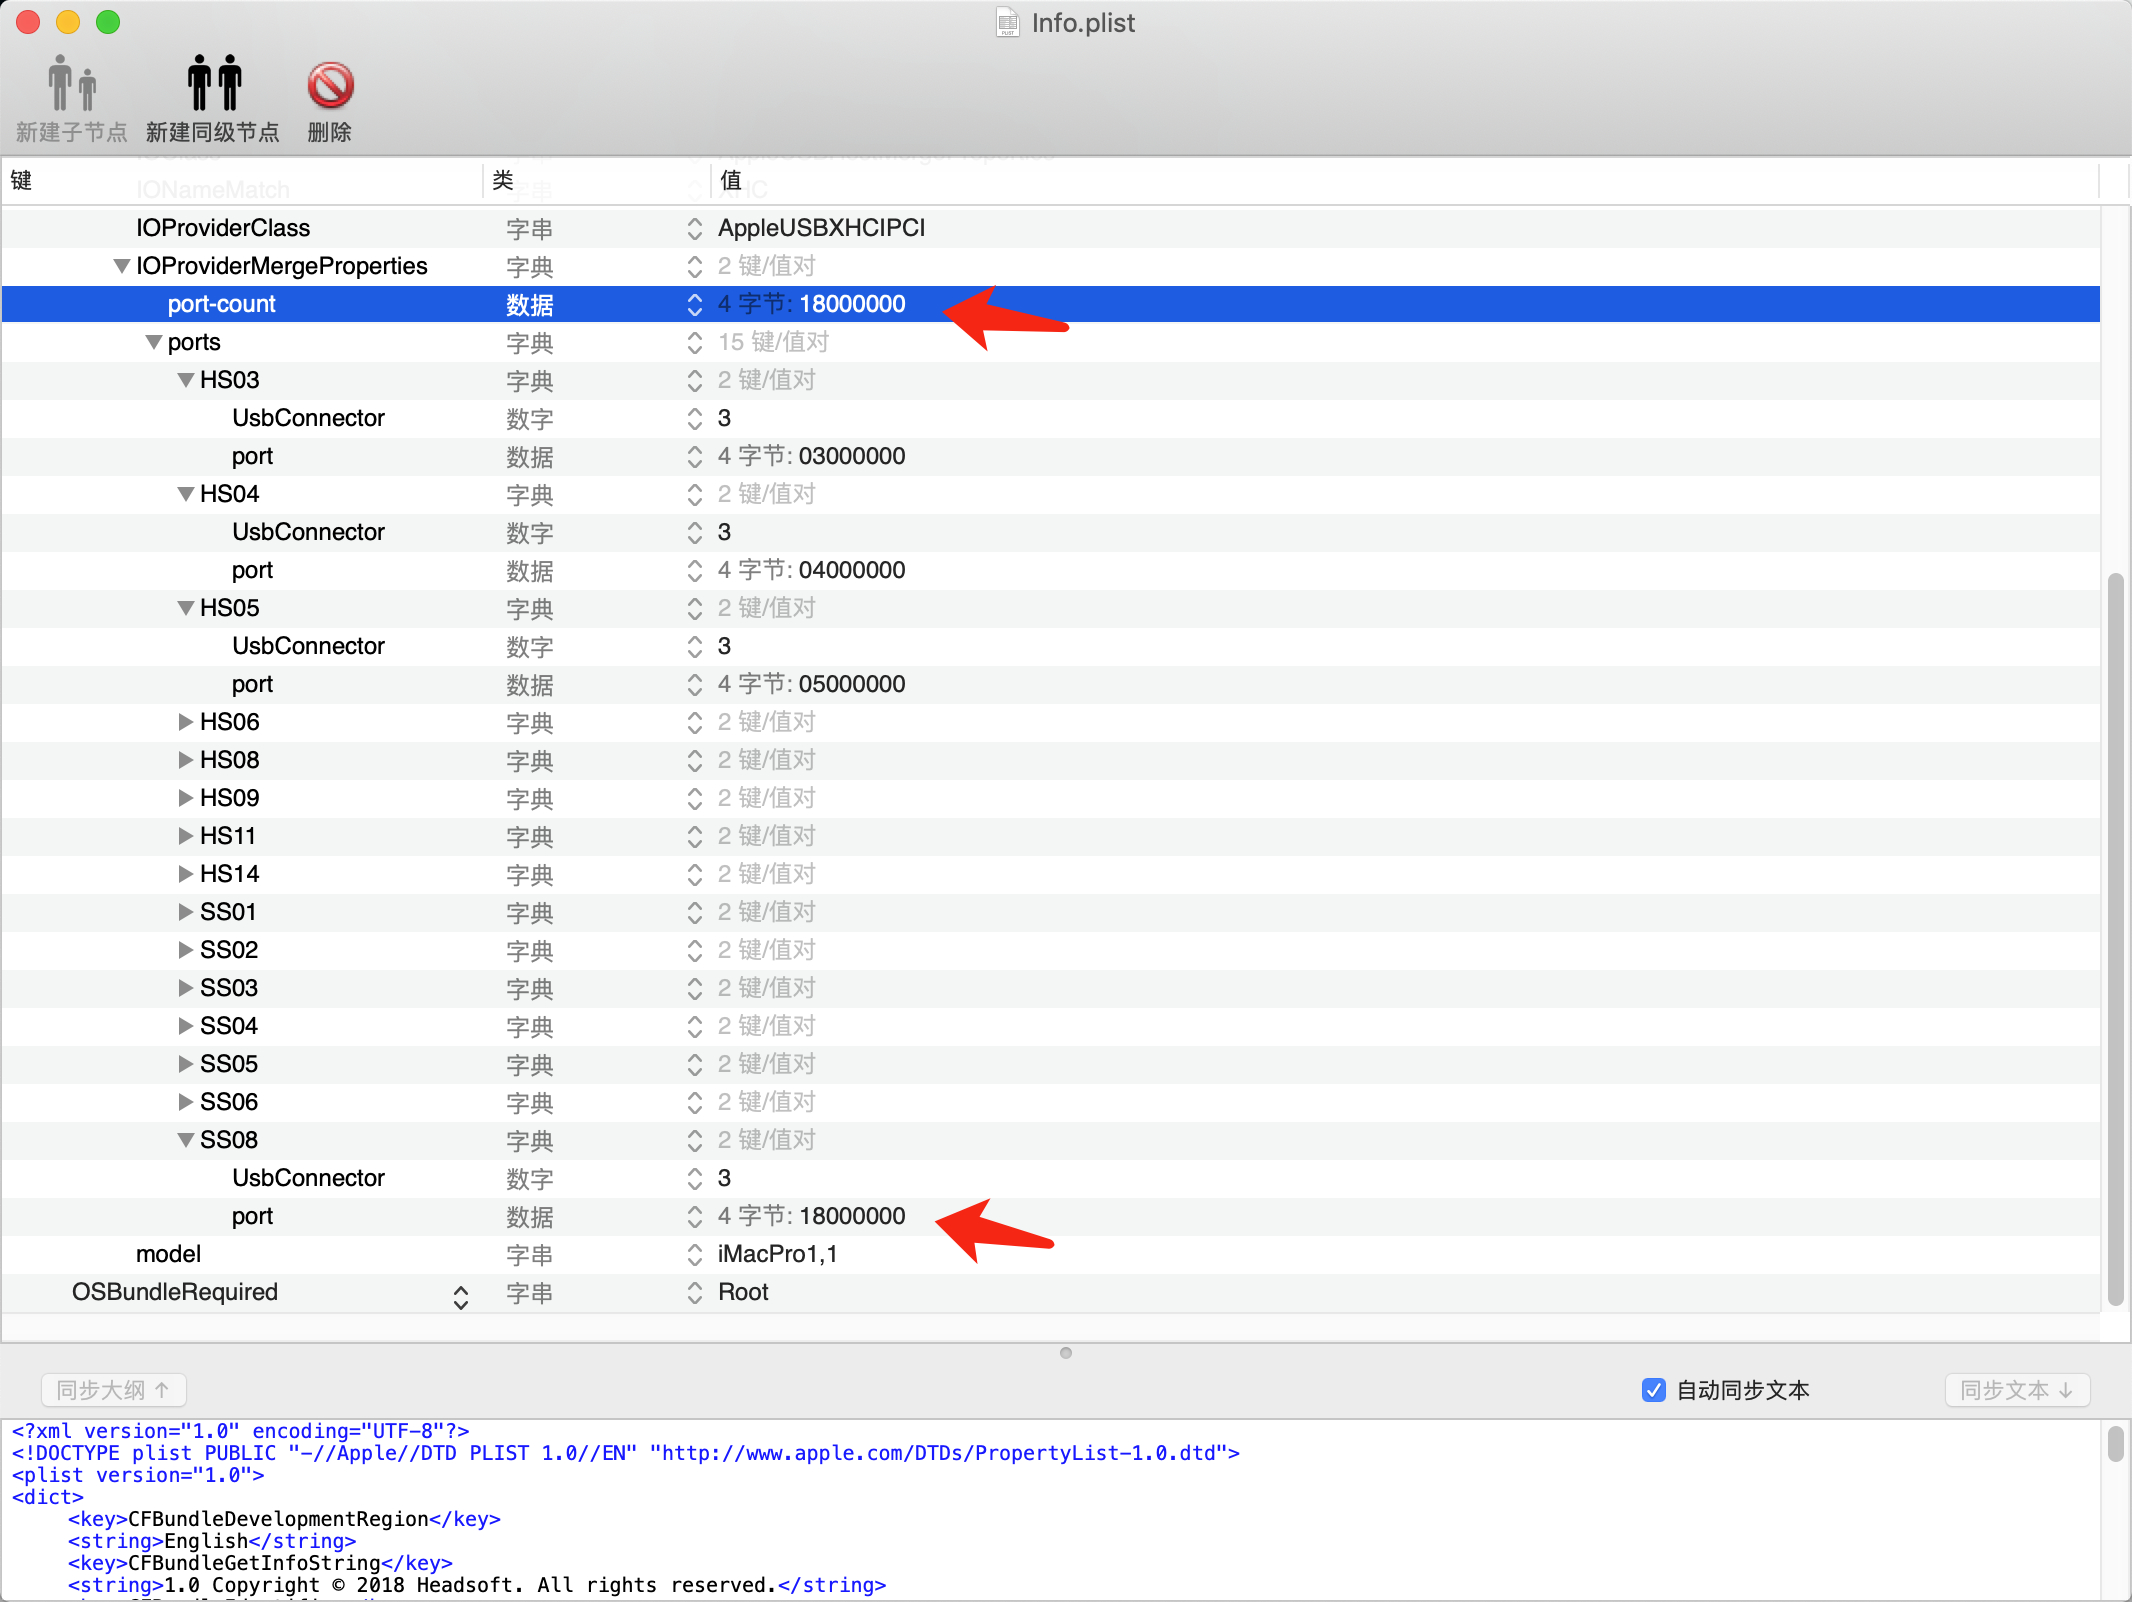 Info.plist
新建子节点 新建同级节点 删除
键 类 值
IONameMatch 字串 XHC
IOProviderClass 字串 AppleUSBXHCIPCI
IOProviderMergeProperties 字典 2 键/值对
port-count 数据 4 字节: 18000000
ports 字典 15 键/值对
HS03 字典 2 键/值对
UsbConnector 数字 3
port 数据 4 字节: 03000000
HS04 字典 2 键/值对
UsbConnector 数字 3
port 数据 4 字节: 04000000
HS05 字典 2 键/值对
UsbConnector 数字 3
port 数据 4 字节: 05000000
HS06 字典 2 键/值对
HS08 字典 2 键/值对
HS09 字典 2 键/值对
HS11 字典 2 键/值对
HS14 字典 2 键/值对
SS01 字典 2 键/值对
SS02 字典 2 键/值对
SS03 字典 2 键/值对
SS04 字典 2 键/值对
SS05 字典 2 键/值对
SS06 字典 2 键/值对
SS08 字典 2 键/值对
UsbConnector 数字 3
port 数据 4 字节: 18000000
model 字串 iMacPro1,1
OSBundleRequired 字串 Root
同步大纲 ↑ 自动同步文本 同步文本 ↓
<?xml version="1.0" encoding="UTF-8"?>
<!DOCTYPE plist PUBLIC "-//Apple//DTD PLIST 1.0//EN" "http://www.apple.com/DTDs/PropertyList-1.0.dtd">
<plist version="1.0">
<dict>
<key>CFBundleDevelopmentRegion</key>
<string>English</string>
<key>CFBundleGetInfoString</key>
<string>1.0 Copyright © 2018 Headsoft. All rights reserved.</string>